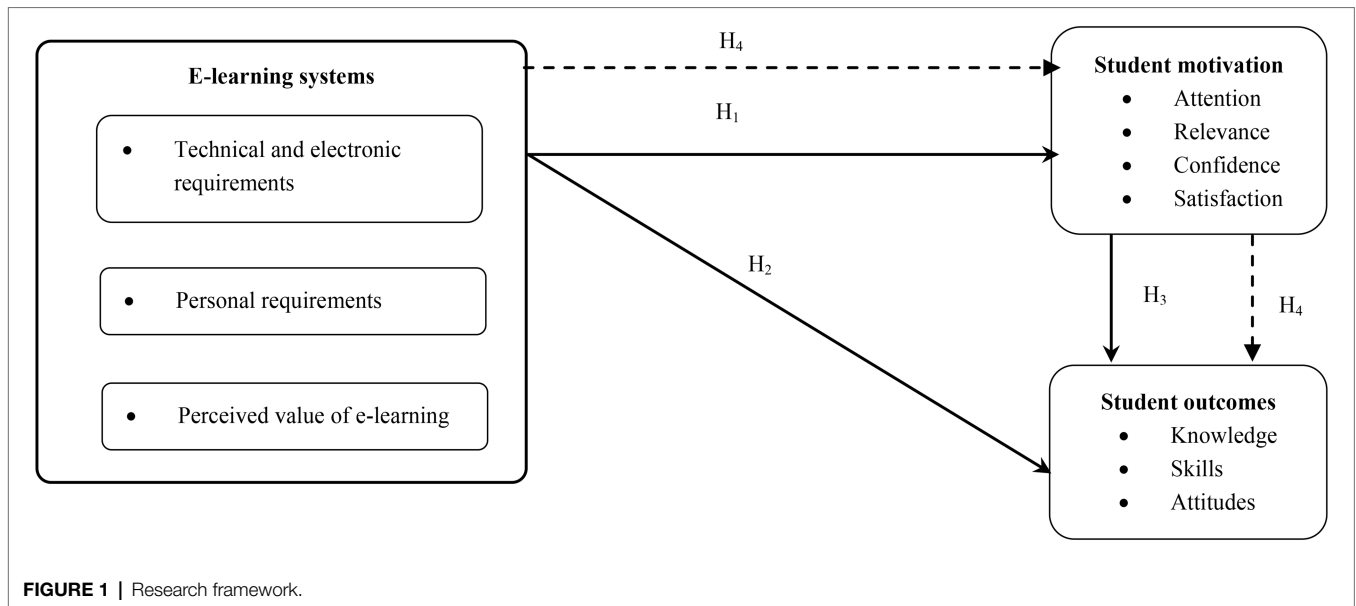 E-learning systems
• Technical and electronic
requirements
• Personal requirements
• Perceived value of e-learning
H₄
H₁
H₂
Student motivation
• Attention
• Relevance
• Confidence
• Satisfaction
H₃
H₄
Student outcomes
• Knowledge
• Skills
• Attitudes
FIGURE 1 | Research framework.